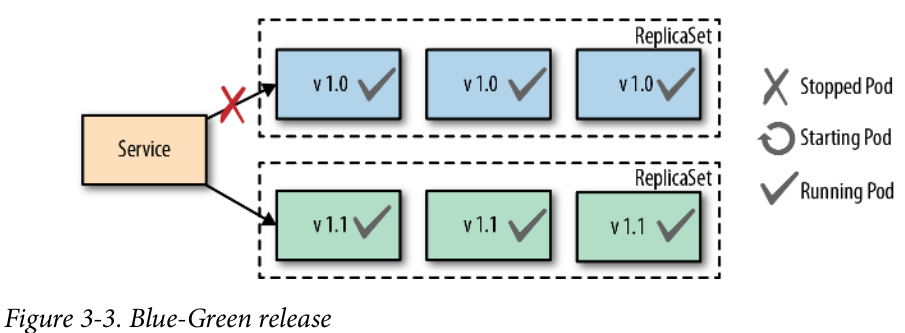 ReplicaSet
v 1.0
v 1.0
v 1.0
Service
ReplicaSet
v 1.1
v 1.1
v 1.1
Stopped Pod
Starting Pod
Running Pod
Figure 3-3. Blue-Green release